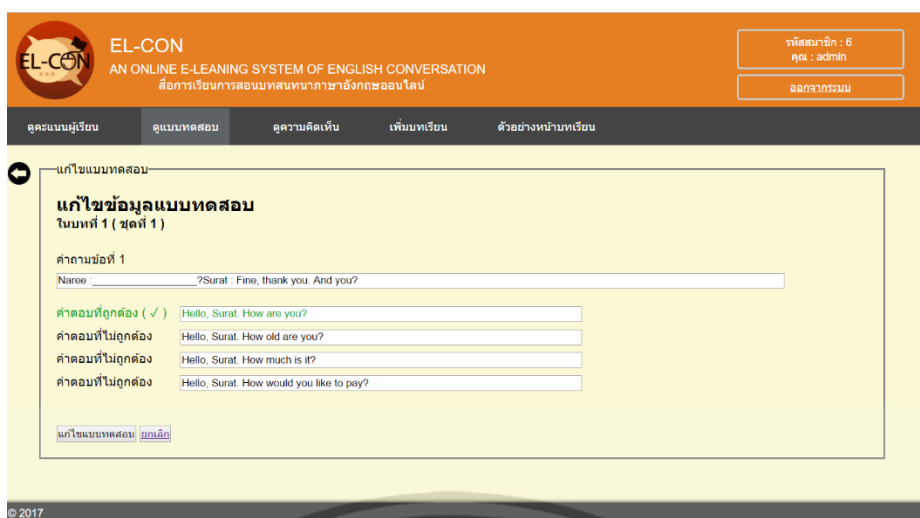 EL-CON
EL-CON
AN ONLINE E-LEANING SYSTEM OF ENGLISH CONVERSATION
สื่อการเรียนการสอนบทสนทนาภาษาอังกฤษออนไลน์
รหัสสมาชิก : 6
คุณ : admin
ออกจากระบบ
ดูคะแนนผู้เรียน ดูแบบทดสอบ ดูความคิดเห็น เพิ่มบทเรียน ตัวอย่างหน้าบทเรียน
แก้ไขแบบทดสอบ
แก้ไขข้อมูลแบบทดสอบ
ในบทที่ 1 ( ชุดที่ 1 )
คำถามข้อที่ 1
Naree :____________________?Surat : Fine, thank you. And you?
คำตอบที่ถูกต้อง ( ✓ ) Hello, Surat. How are you?
คำตอบที่ไม่ถูกต้อง Hello, Surat. How old are you?
คำตอบที่ไม่ถูกต้อง Hello, Surat. How much is it?
คำตอบที่ไม่ถูกต้อง Hello, Surat. How would you like to pay?
แก้ไขแบบทดสอบ ยกเลิก
© 2017